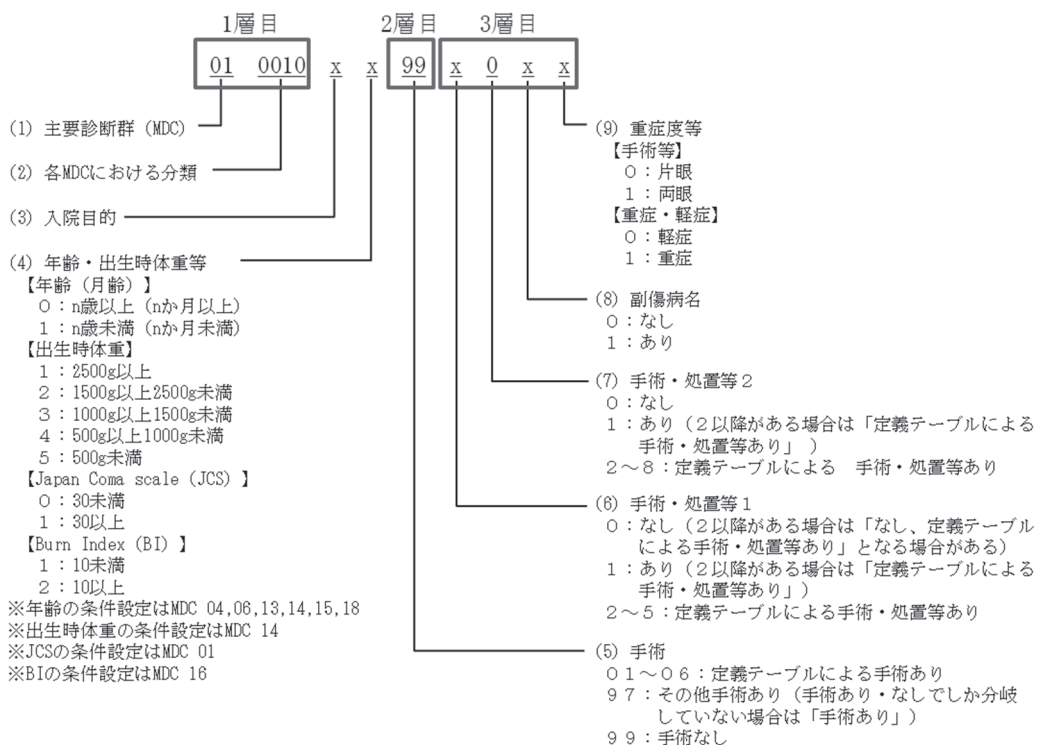 1層目 2層目 3層目
01 0010 x x 99 x 0 x x
(1) 主要診断群 (MDC)
(2) 各MDCにおける分類
(3) 入院目的
(4) 年齢・出生時体重等
【年齢（月齢）】
０：n歳以上（nか月以上）
１：n歳未満（nか月未満）
【出生時体重】
１：2500g以上
２：1500g以上2500g未満
３：1000g以上1500g未満
４：500g以上1000g未満
５：500g未満
【Japan Coma scale (JCS) 】
０：30未満
１：30以上
【Burn Index (BI) 】
１：10未満
２：10以上
※年齢の条件設定はMDC 04,06,13,14,15,18
※出生時体重の条件設定はMDC 14
※JCSの条件設定はMDC 01
※BIの条件設定はMDC 16
(9) 重症度等
【手術等】
０：片眼
１：両眼
【重症・軽症】
０：軽症
１：重症
(8) 副傷病名
０：なし
１：あり
(7) 手術・処置等２
０：なし
１：あり（２以降がある場合は「定義テーブルによる
手術・処置等あり」 ）
２～８：定義テーブルによる　手術・処置等あり
(6) 手術・処置等１
０：なし（２以降がある場合は「なし、定義テーブル
による手術・処置等あり」となる場合がある）
１：あり（２以降がある場合は「定義テーブルによる
手術・処置等あり」）
２～５：定義テーブルによる手術・処置等あり
(5) 手術
０１～０６：定義テーブルによる手術あり
９７：その他手術あり（手術あり・なしでしか分岐
していない場合は「手術あり」）
９９：手術なし